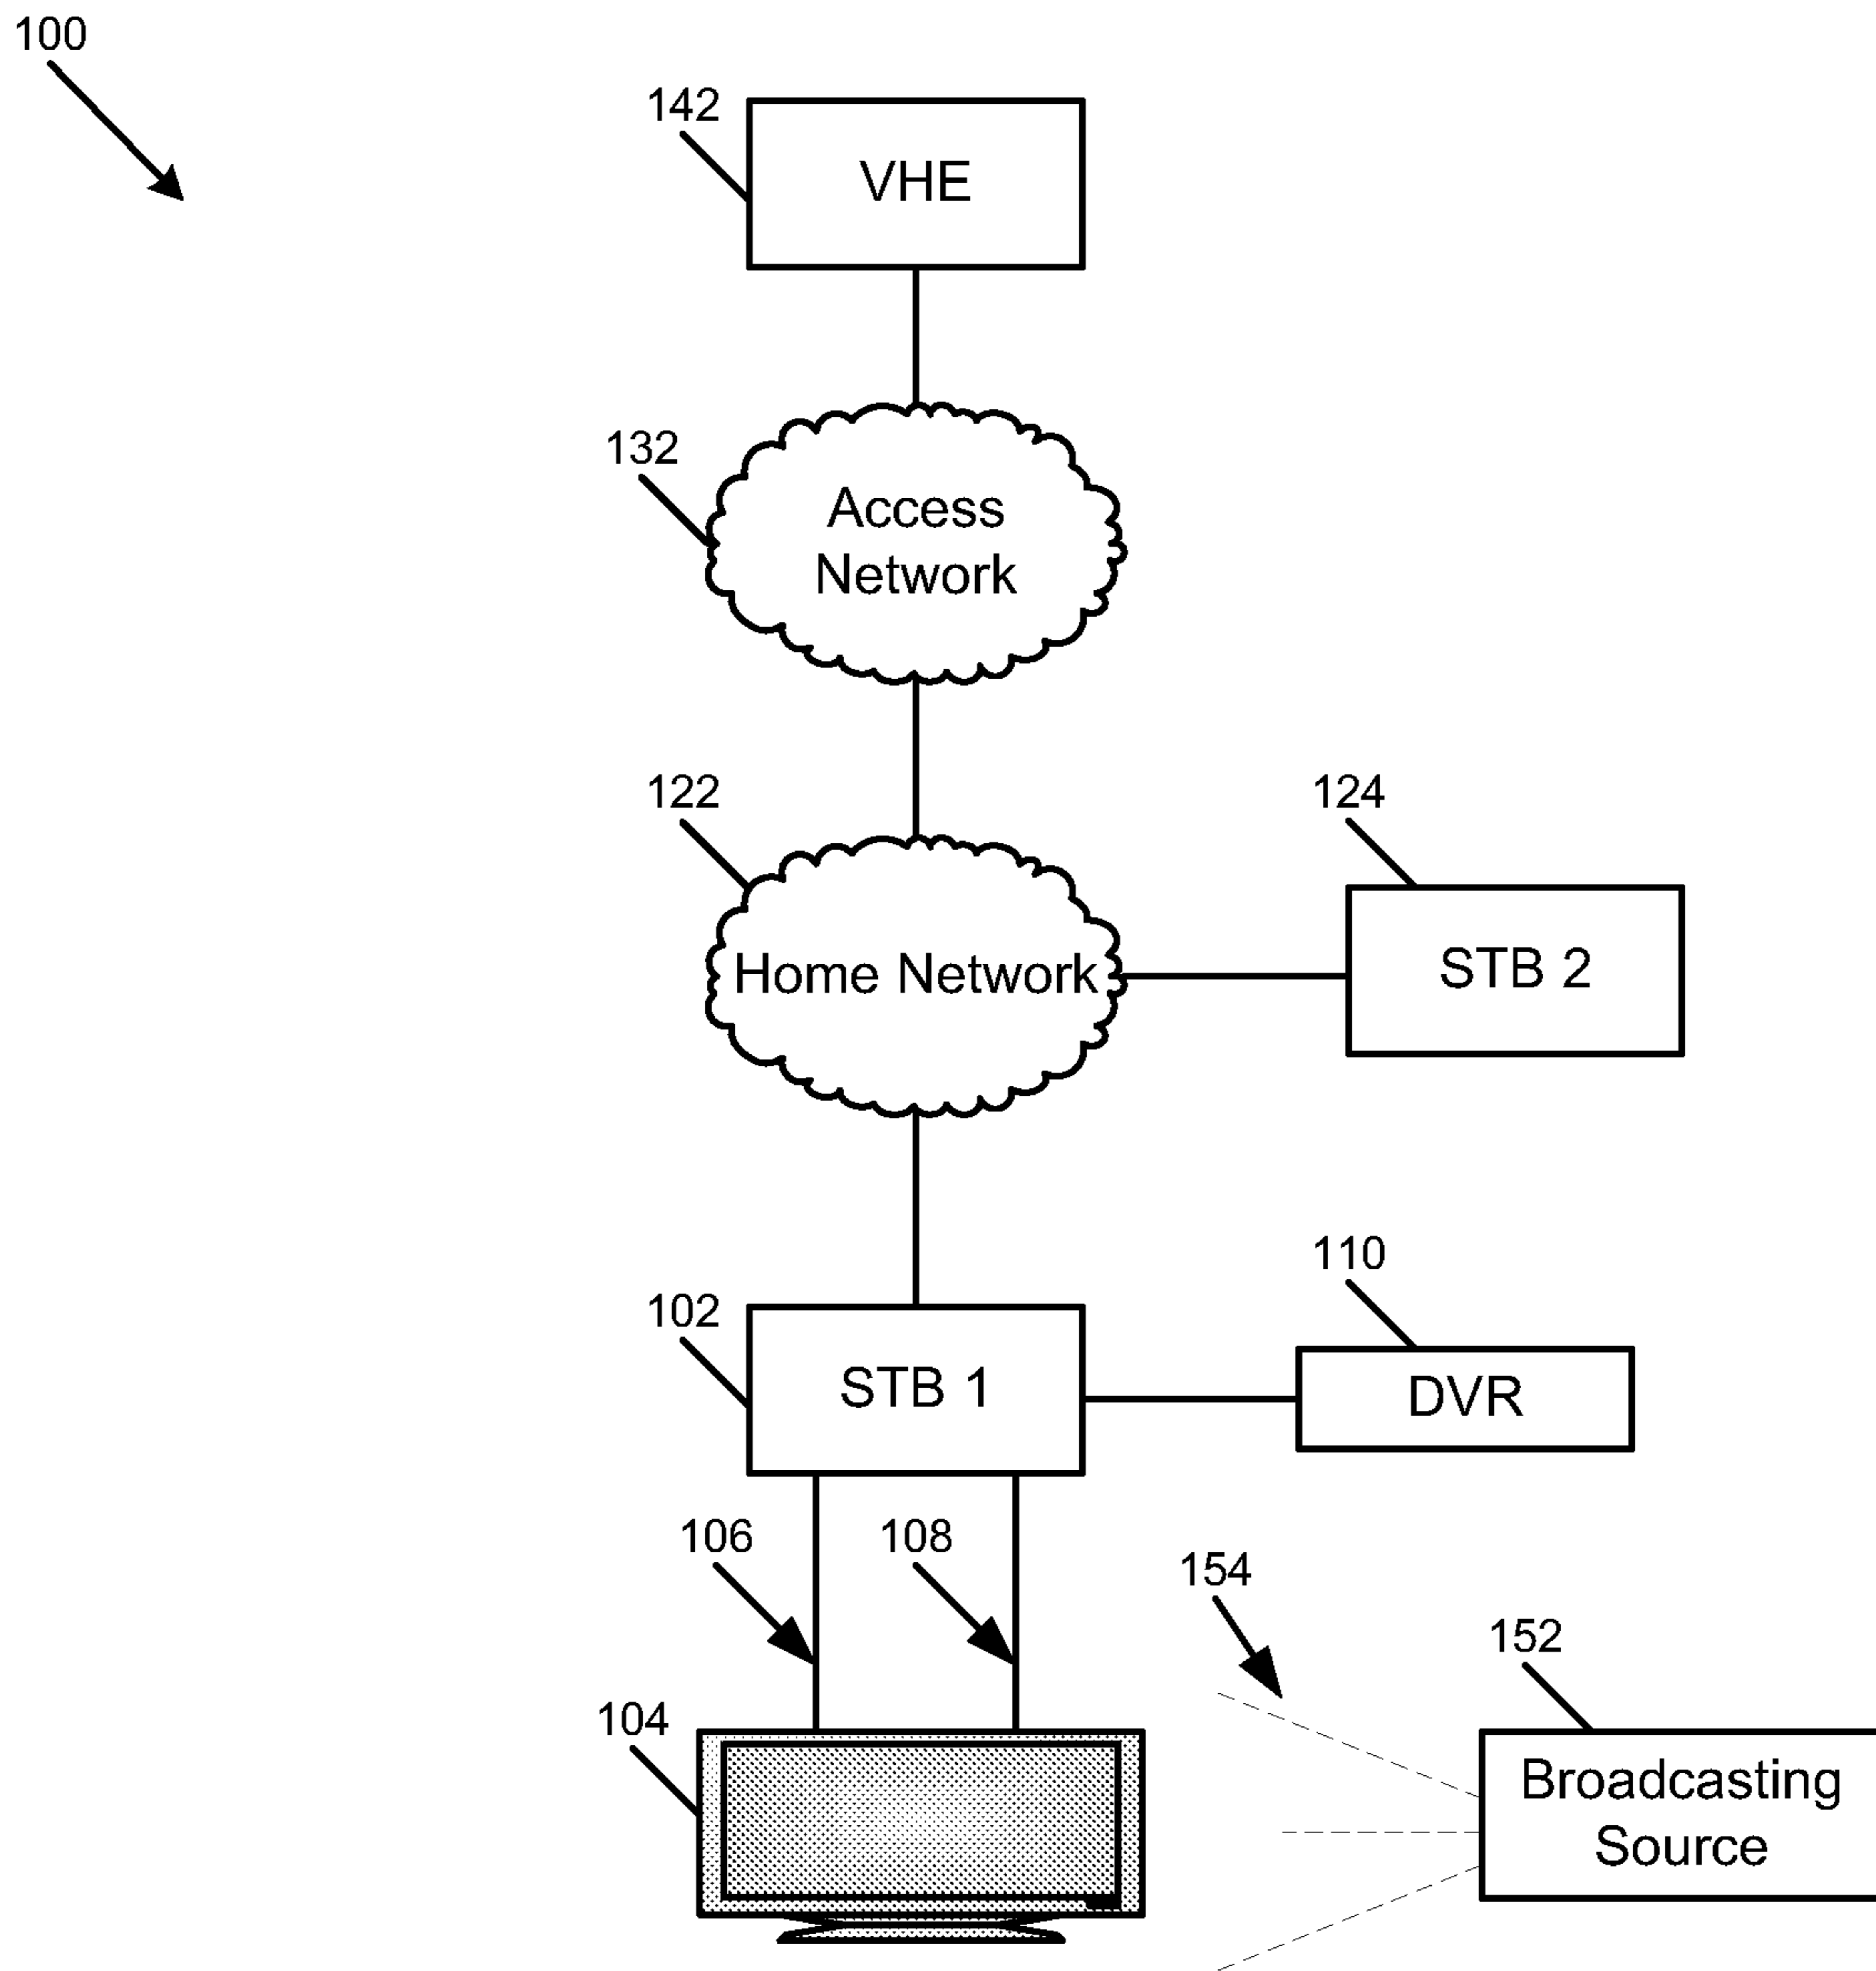 100
142
VHE
132
Access
Network
122
124
Home Network
STB 2
110
102
STB 1
DVR
106
108
154
152
104
Broadcasting
Source